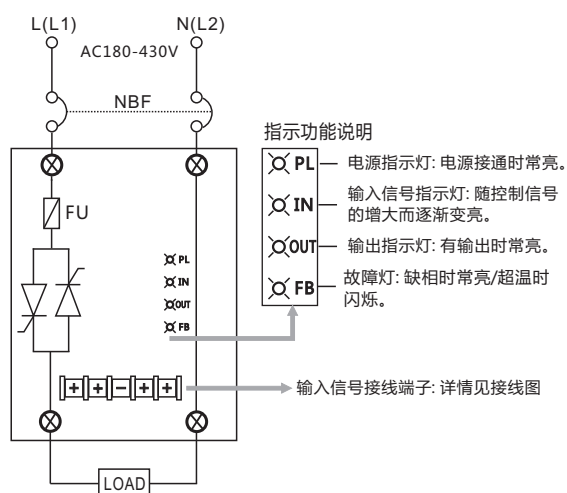 L(L1)
N(L2)
AC180-430V
NBF
指示功能说明
PL
电源指示灯: 电源接通时常亮。
IN
输入信号指示灯: 随控制信号
的增大而逐渐变亮。
OUT
输出指示灯: 有输出时常亮。
FB
故障灯: 缺相时常亮/超温时
闪烁。
FU
PL
IN
OUT
FB
+ + - + +
输入信号接线端子: 详情见接线图
LOAD